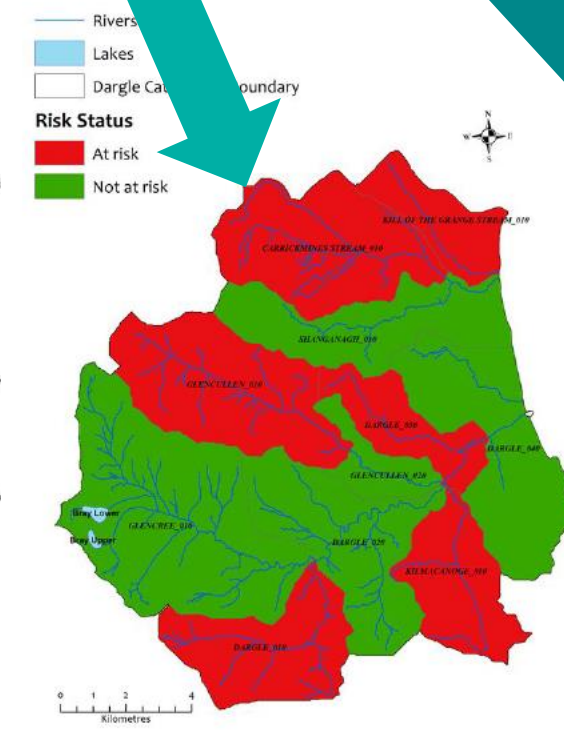 Rivers
Lakes
Dargle Ca oundary
Risk Status
At risk
Not at risk
N
W E
S
KILL OF THE GRANGE STREAM_010
CARRICKMINES STREAM_010
SHANGANAGH_010
GLENCULLEN_010
DARGLE_030
DARGLE_040
GLENCULLEN_020
Bray Lower
GLENCREE_010
Bray Upper
DARGLE_020
KILMACANOGE_010
DARGLE_010
0 1 2 4
Kilometres